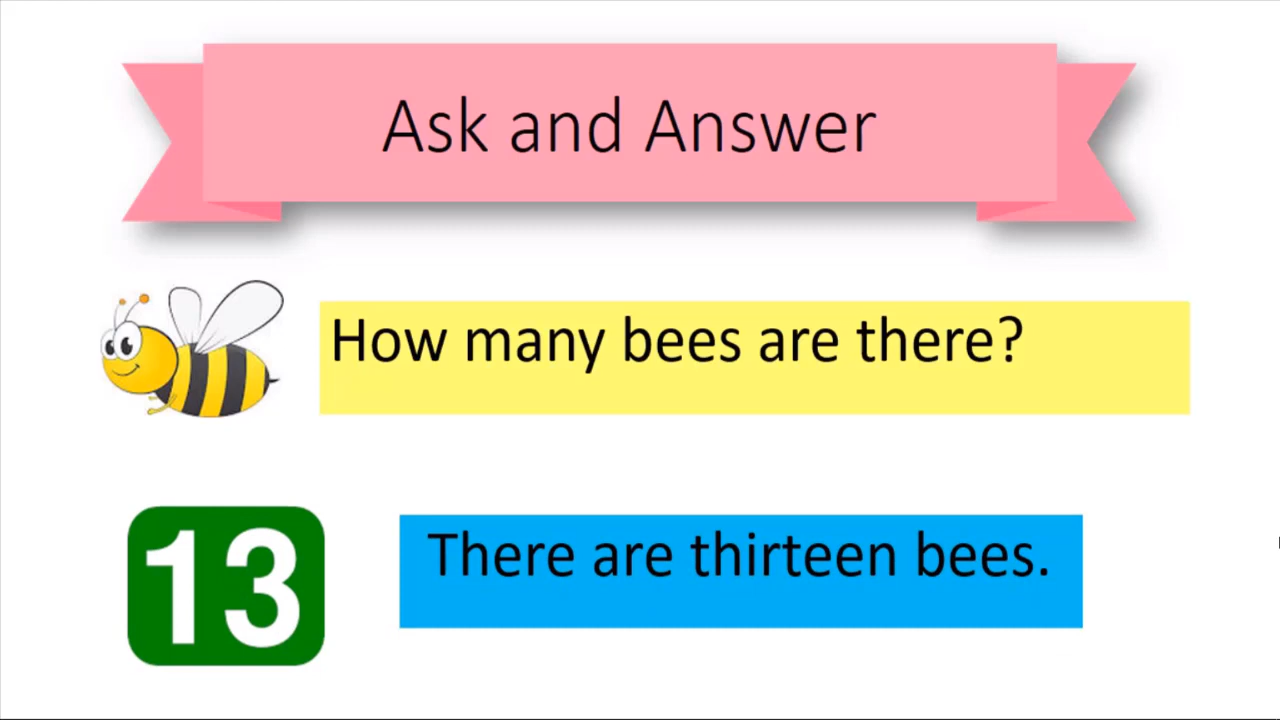 Ask and Answer
How many bees are there?
13
There are thirteen bees.